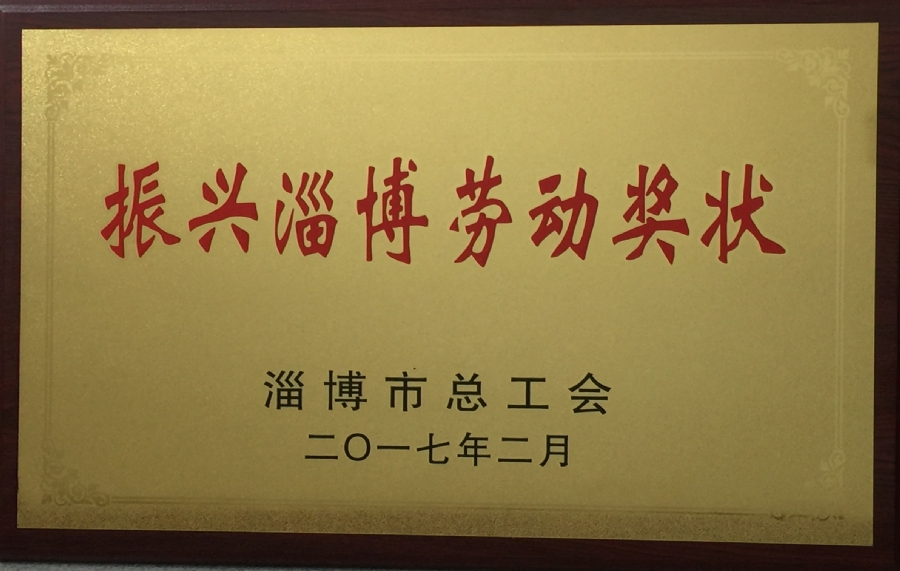 振兴淄博劳动奖状
淄博市总工会
二〇一七年二月